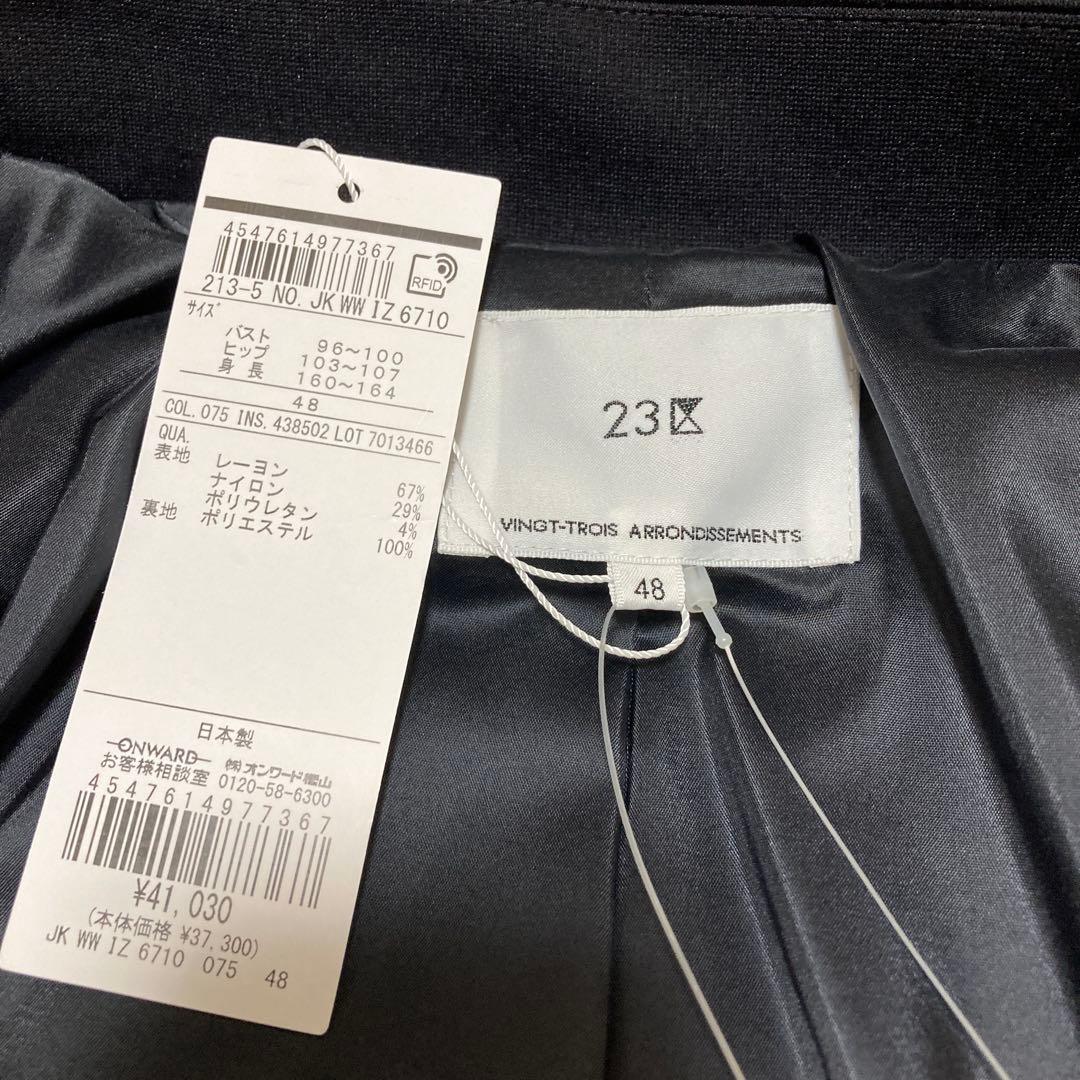 4547614977367
RFID
213-5 NO. JK WW IZ 6710
サイズ
バスト 96～100
ヒップ 103～107
身長 160～164
48
COL. 075 INS. 438502 LOT 7013466
QUA.
表地 レーヨン 67%
ナイロン 29%
ポリウレタン 4%
裏地 ポリエステル 100%
日本製
ONWARD ㈱オンワード樫山
お客様相談室 0120-58-6300
4547614977367
¥41,030
(本体価格 ¥37,300)
JK WW IZ 6710 075 48
23区
VINGT-TROIS ARRONDISSEMENTS
48